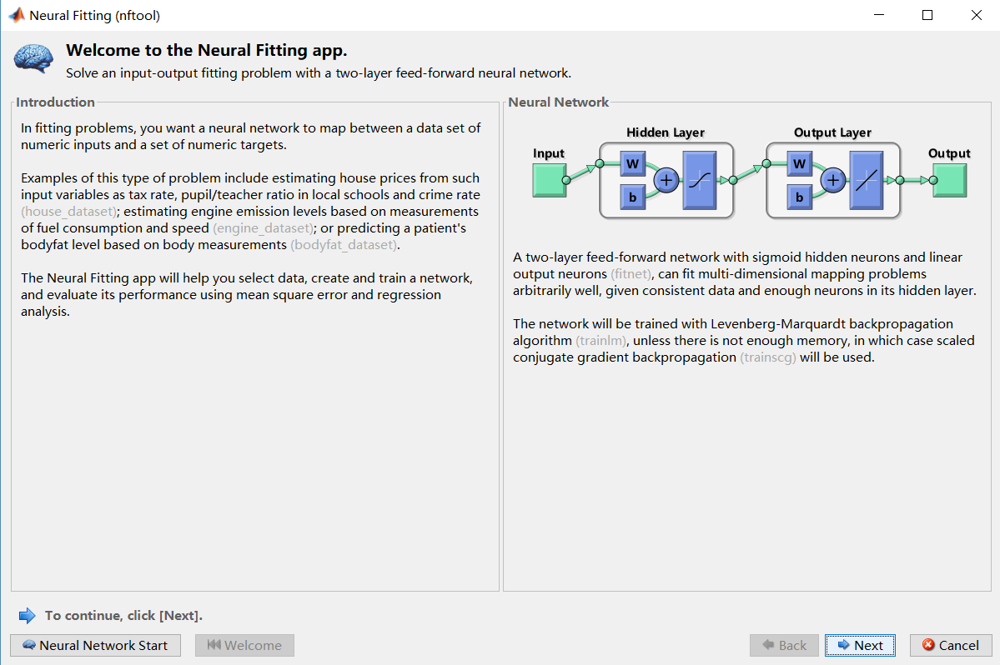 Neural Fitting (nftool)
Welcome to the Neural Fitting app.
Solve an input-output fitting problem with a two-layer feed-forward neural network.
Introduction
In fitting problems, you want a neural network to map between a data set of
numeric inputs and a set of numeric targets.
Examples of this type of problem include estimating house prices from such
input variables as tax rate, pupil/teacher ratio in local schools and crime rate
(house_dataset); estimating engine emission levels based on measurements
of fuel consumption and speed (engine_dataset); or predicting a patient's
bodyfat level based on body measurements (bodyfat_dataset).
The Neural Fitting app will help you select data, create and train a network,
and evaluate its performance using mean square error and regression
analysis.
Neural Network
Hidden Layer
Output Layer
Input
Output
W
b
+
W
b
+
A two-layer feed-forward network with sigmoid hidden neurons and linear
output neurons (fitnet), can fit multi-dimensional mapping problems
arbitrarily well, given consistent data and enough neurons in its hidden layer.
The network will be trained with Levenberg-Marquardt backpropagation
algorithm (trainlm), unless there is not enough memory, in which case scaled
conjugate gradient backpropagation (trainscg) will be used.
To continue, click [Next].
Neural Network Start
Welcome
Back
Next
Cancel